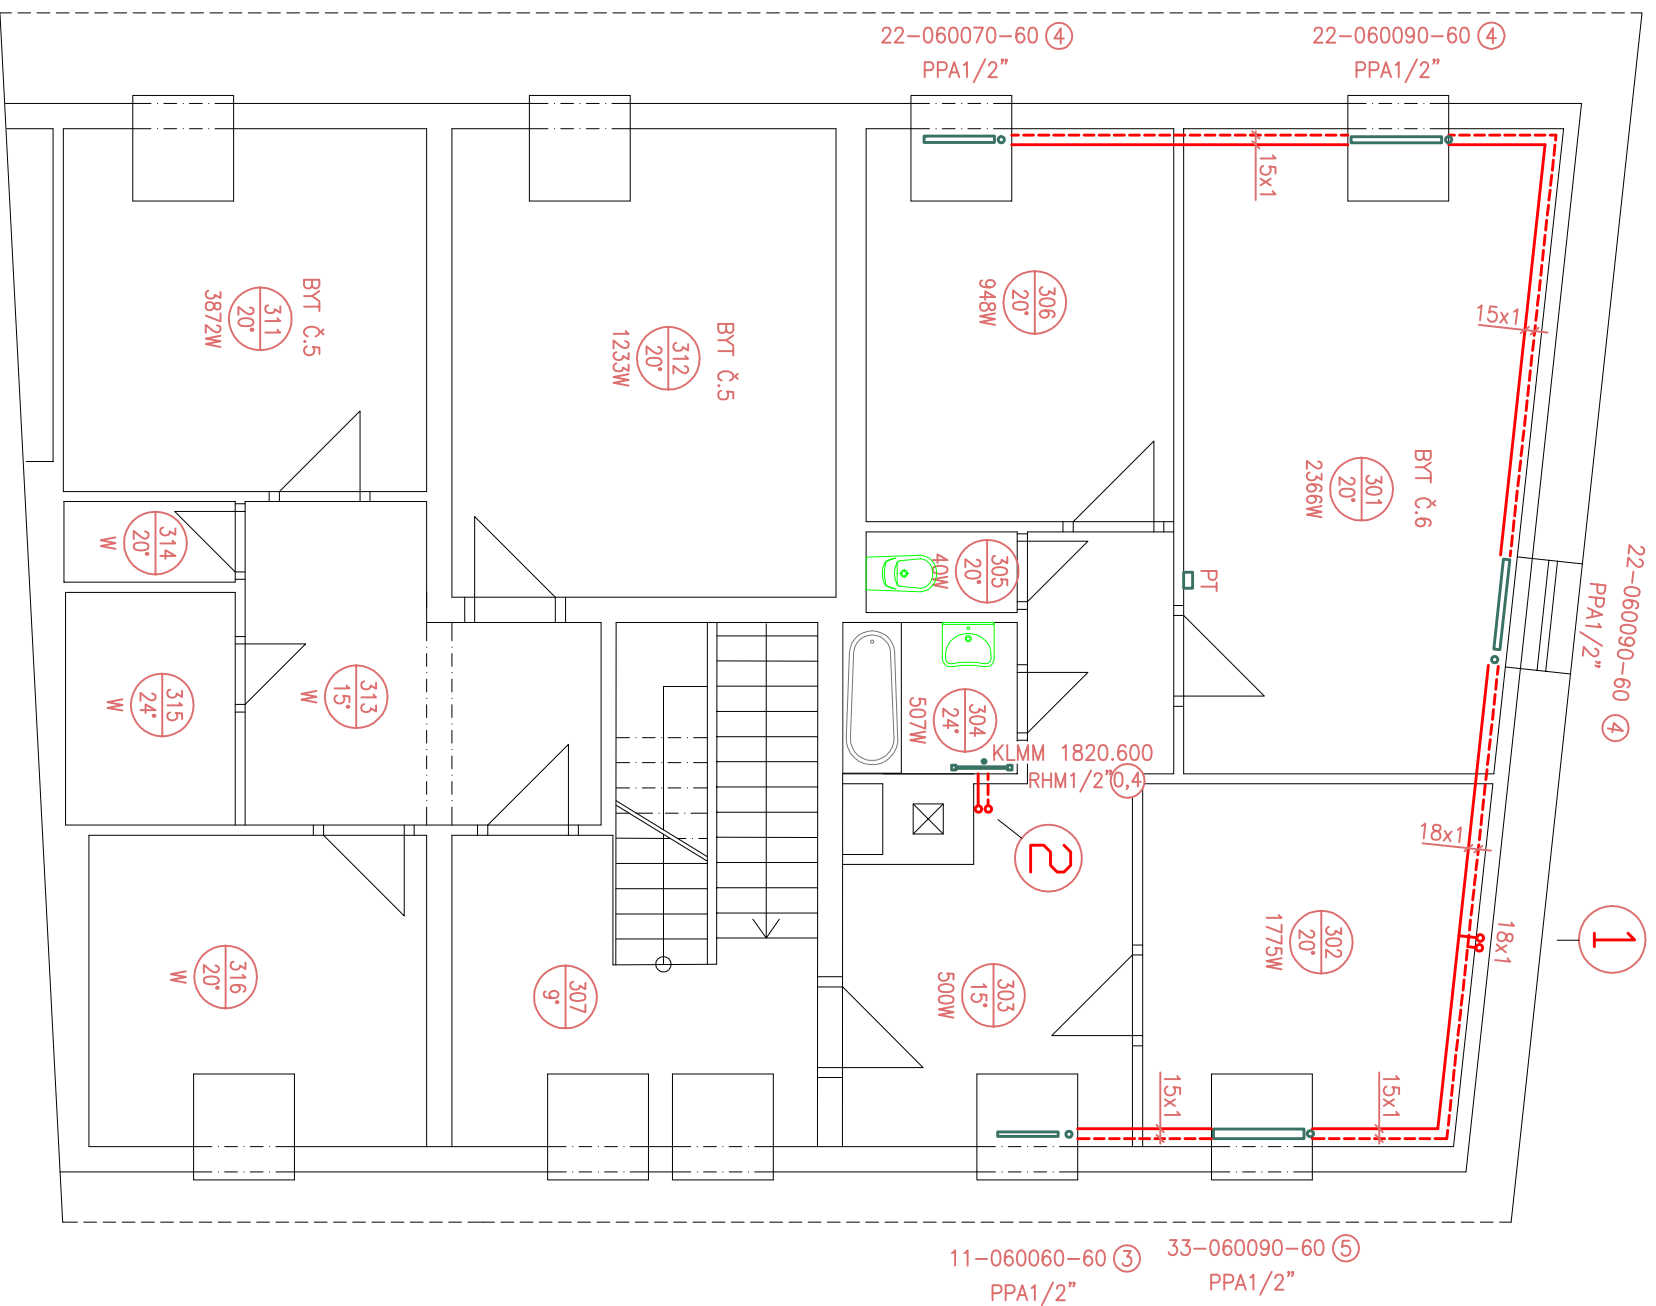 22-060070-60 4
PPA1/2"
22-060090-60 4
PPA1/2"
15x1
15x1
BYT Č.5
311
20°
3872W
BYT Č.5
312
20°
1233W
306
20°
948W
BYT Č.6
301
20°
2366W
22-060090-60 4
PPA1/2"
314
20°
W
305
20°
40W
PT
315
24°
W
313
15°
W
304
24°
507W
KLMM 1820.600
RHM1/2"0,4
2
18x1
18x1
1
316
20°
W
307
9°
303
15°
500W
302
20°
1775W
15x1
15x1
11-060060-60 3
PPA1/2"
33-060090-60 5
PPA1/2"